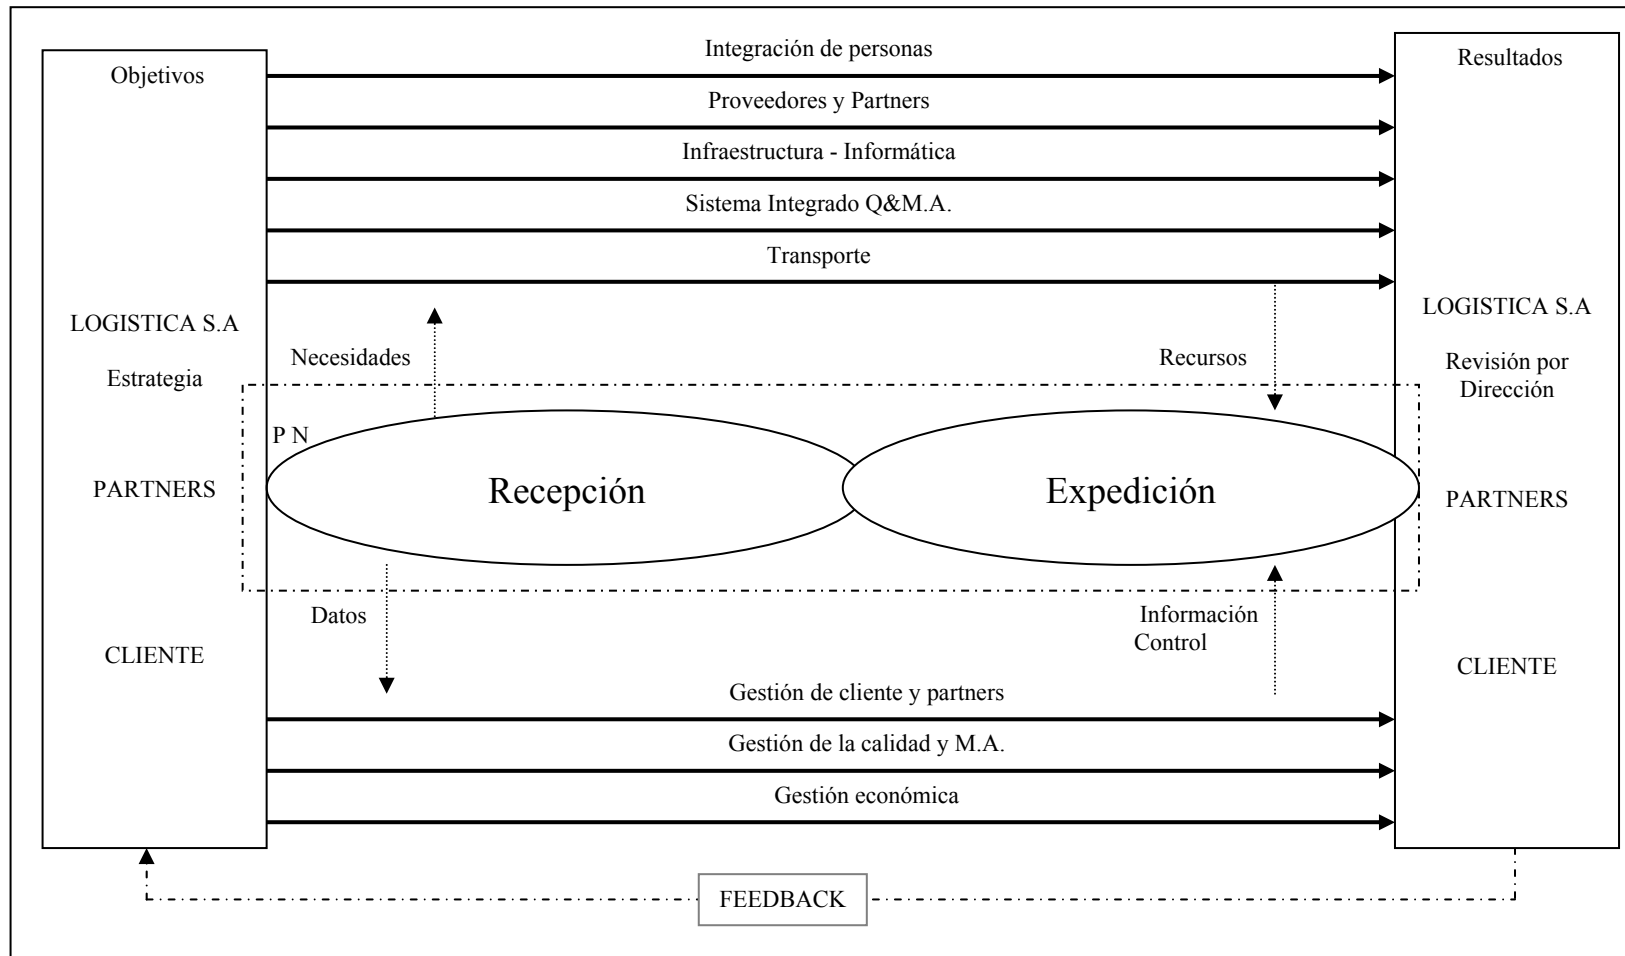 Objetivos
LOGISTICA S.A
Estrategia
PARTNERS
CLIENTE
Integración de personas
Proveedores y Partners
Infraestructura - Informática
Sistema Integrado Q&M.A.
Transporte
Necesidades
Recursos
P N
Recepción
Expedición
Datos
Información
Control
Gestión de cliente y partners
Gestión de la calidad y M.A.
Gestión económica
Resultados
LOGISTICA S.A
Revisión por
Dirección
PARTNERS
CLIENTE
FEEDBACK